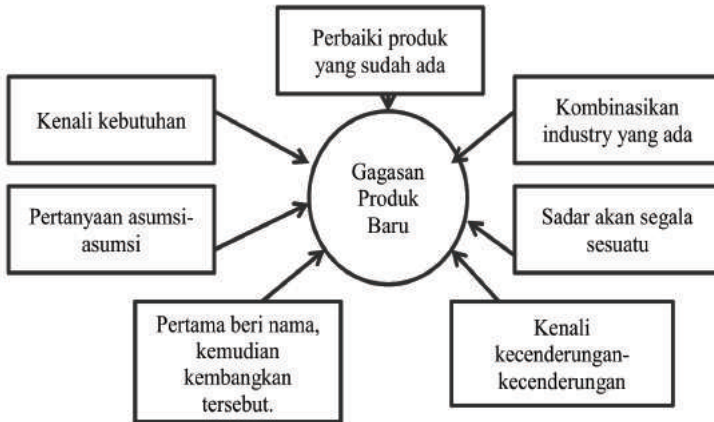 Perbaiki produk
yang sudah ada
Kenali kebutuhan
Kombinasikan
industry yang ada
Gagasan
Produk
Baru
Pertanyaan asumsi-
asumsi
Sadar akan segala
sesuatu
Pertama beri nama,
kemudian
kembangkan
tersebut.
Kenali
kecenderungan-
kecenderungan